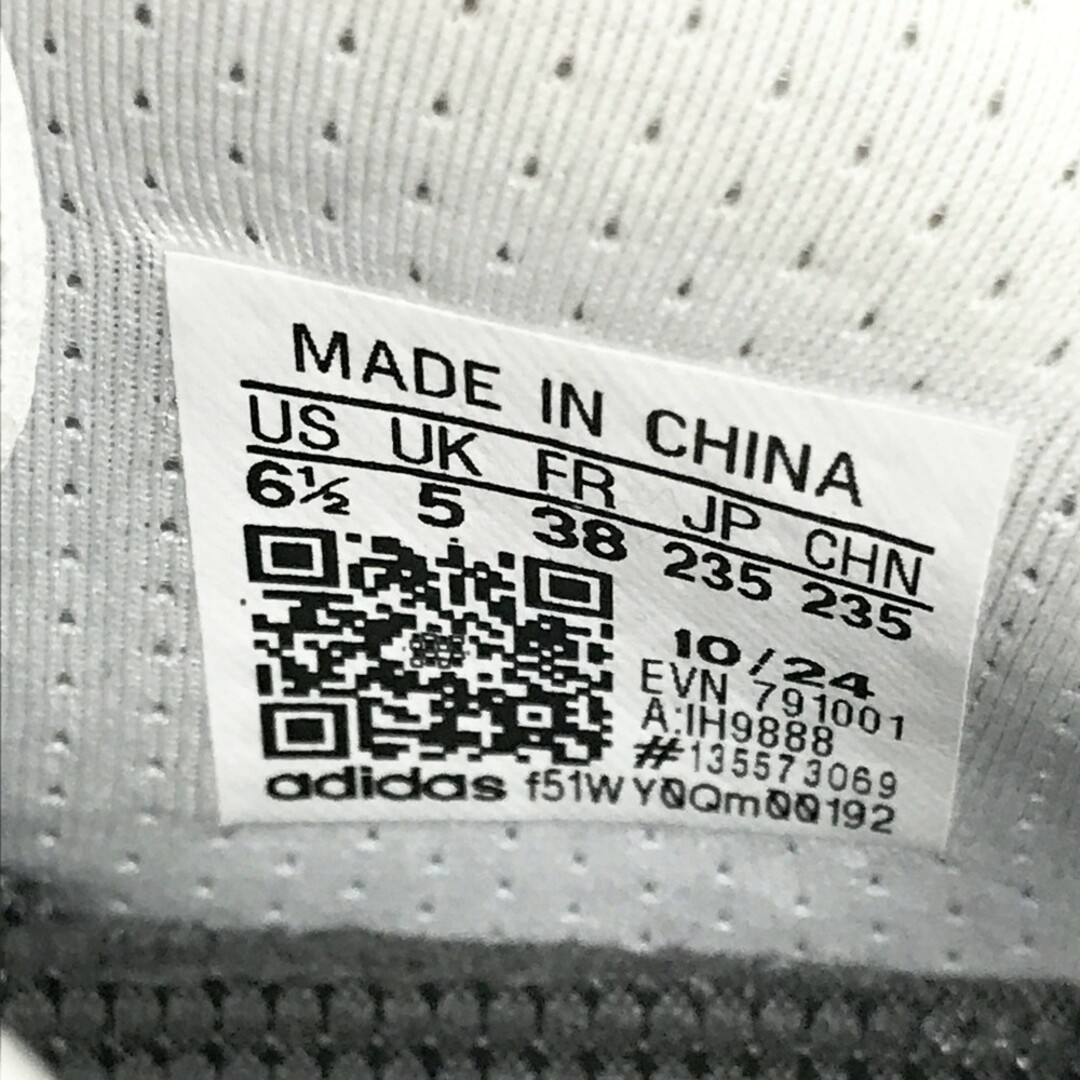 MADE IN CHINA
US UK FR JP CHN
6½ 5 38 235 235
10/24
EVN 791001
A:IH9888
#135573069
adidas f51WY0Qm00192